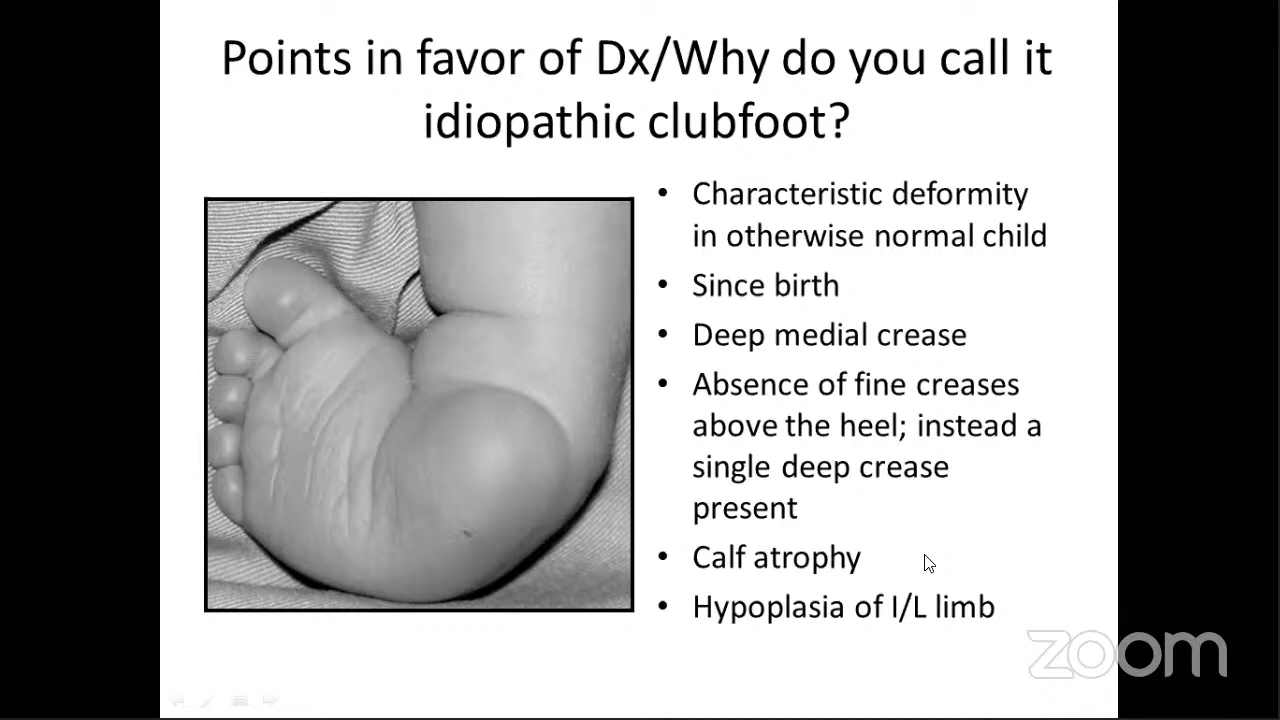 Points in favor of Dx/Why do you call it
idiopathic clubfoot?
• Characteristic deformity
in otherwise normal child
• Since birth
• Deep medial crease
• Absence of fine creases
above the heel; instead a
single deep crease
present
• Calf atrophy
• Hypoplasia of I/L limb
zoom